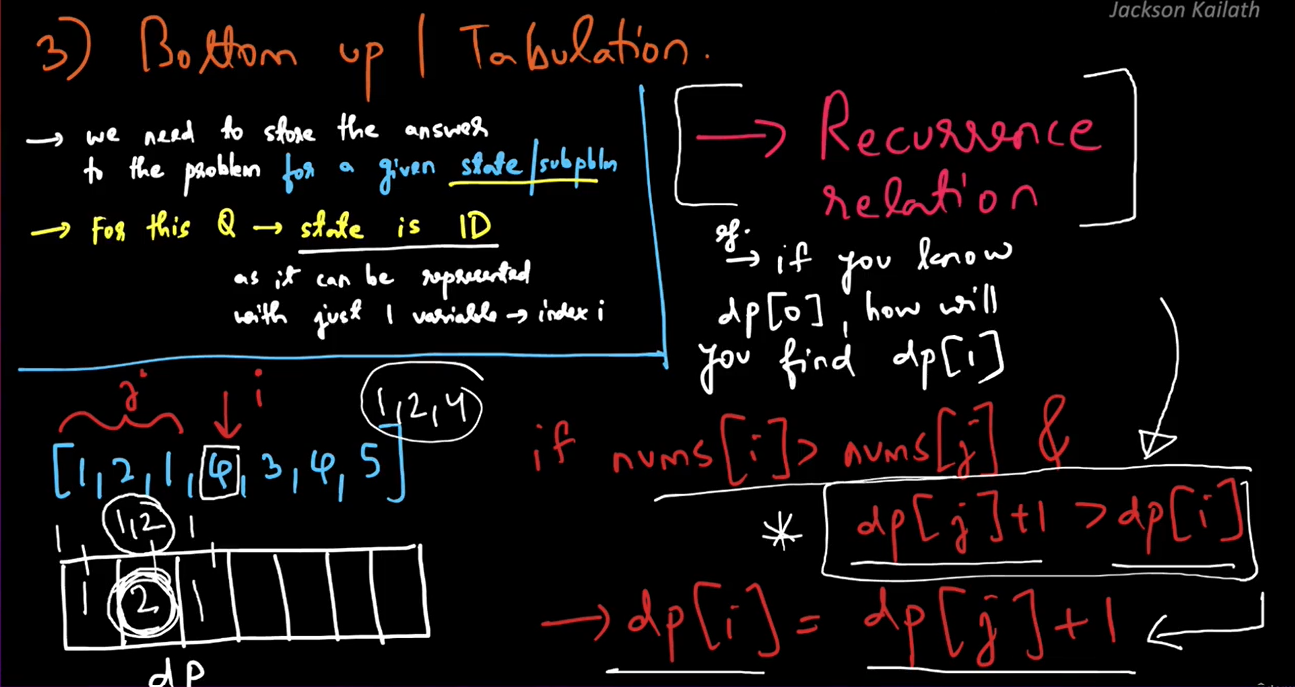 Jackson Kailath
3) Bottom up | Tabulation.
→ we need to store the answer
to the problem for a given state/subpblm
→ For this Q → state is 1D
as it can be represented
with just 1 variable → index i
→ Recurrence
relation
eg.
→ if you know
dp[0], how will
you find dp[1]
j i
1,2,4
[1,2,1,4,3,4,5]
1 1,2 1
1 2 1
dp
if nums[i]> nums[j] &
* dp[j]+1 > dp[i]
→ dp[i] = dp[j]+1